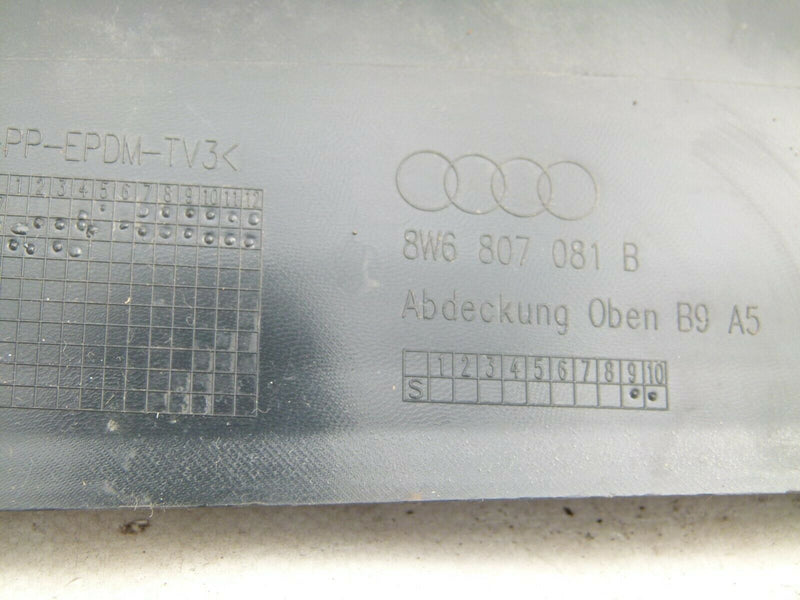 PP-EPDM-TV3<
1 2 3 4 5 6 7 8 9 10 11 12
8W6 807 081 B
Abdeckung Oben B9 A5
1 2 3 4 5 6 7 8 9 10
S